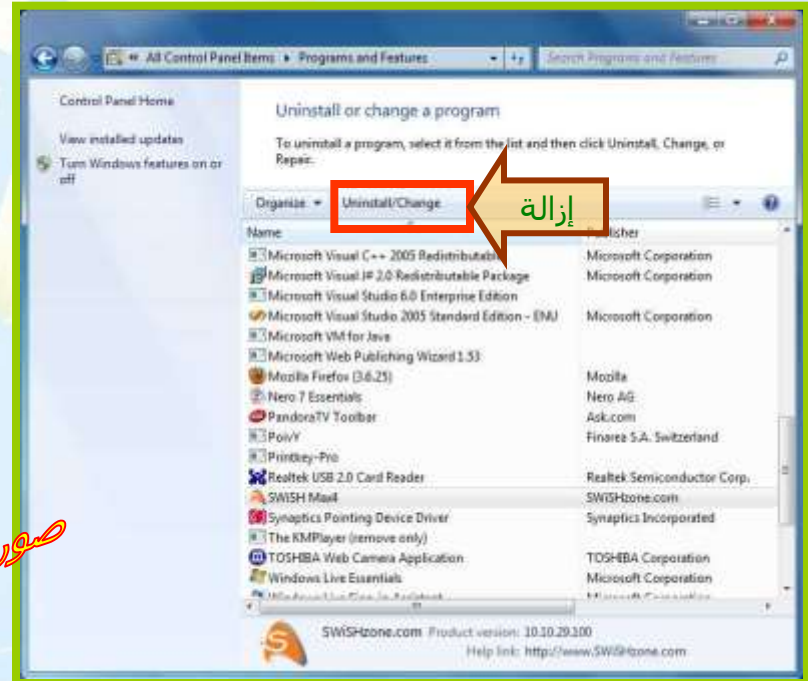 All Control Panel Items ▸ Programs and Features
Search Programs and Features
Control Panel Home
View installed updates
Turn Windows features on or off
Uninstall or change a program
To uninstall a program, select it from the list and then click Uninstall, Change, or Repair.
Organize
Uninstall/Change
إزالة
Name
Publisher
Microsoft Visual C++ 2005 Redistributable Microsoft Corporation
Microsoft Visual J# 2.0 Redistributable Package Microsoft Corporation
Microsoft Visual Studio 6.0 Enterprise Edition
Microsoft Visual Studio 2005 Standard Edition - ENU Microsoft Corporation
Microsoft VM for Java
Microsoft Web Publishing Wizard 1.53
Mozilla Firefox (3.6.25) Mozilla
Nero 7 Essentials Nero AG
PandoraTV Toolbar Ask.com
PoivY Finarea S.A. Switzerland
Printkey-Pro
Realtek USB 2.0 Card Reader Realtek Semiconductor Corp.
SWiSH Max4 SWiSHzone.com
Synaptics Pointing Device Driver Synaptics Incorporated
The KMPlayer (remove only)
TOSHIBA Web Camera Application TOSHIBA Corporation
Windows Live Essentials Microsoft Corporation
Windows Live Sign-in Assistant Microsoft Corporation
صور
SWiSHzone.com Product version: 10.10.29.100
Help link: http://www.SWiSHzone.com